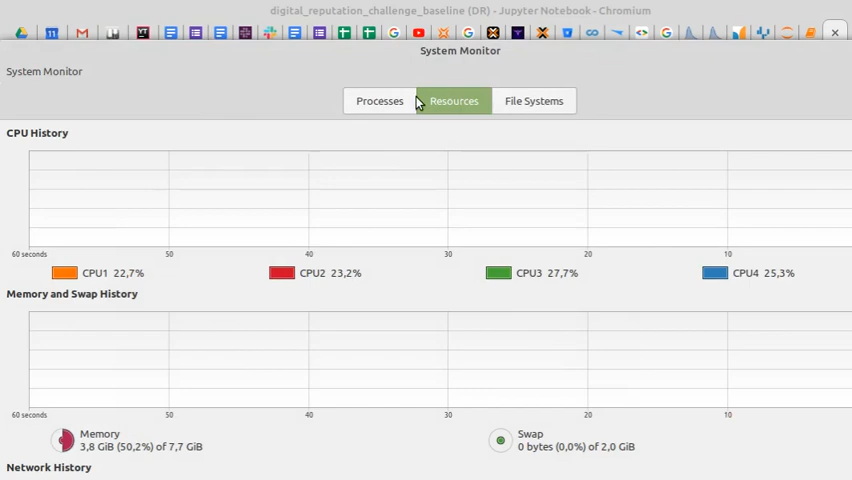 digital_reputation_challenge_baseline (DR) - Jupyter Notebook - Chromium
System Monitor
System Monitor
Processes Resources File Systems
CPU History
60 seconds 50 40 30 20 10
CPU1 22,7% CPU2 23,2% CPU3 27,7% CPU4 25,3%
Memory and Swap History
60 seconds 50 40 30 20 10
Memory Swap
3,8 GiB (50,2%) of 7,7 GiB 0 bytes (0,0%) of 2,0 GiB
Network History